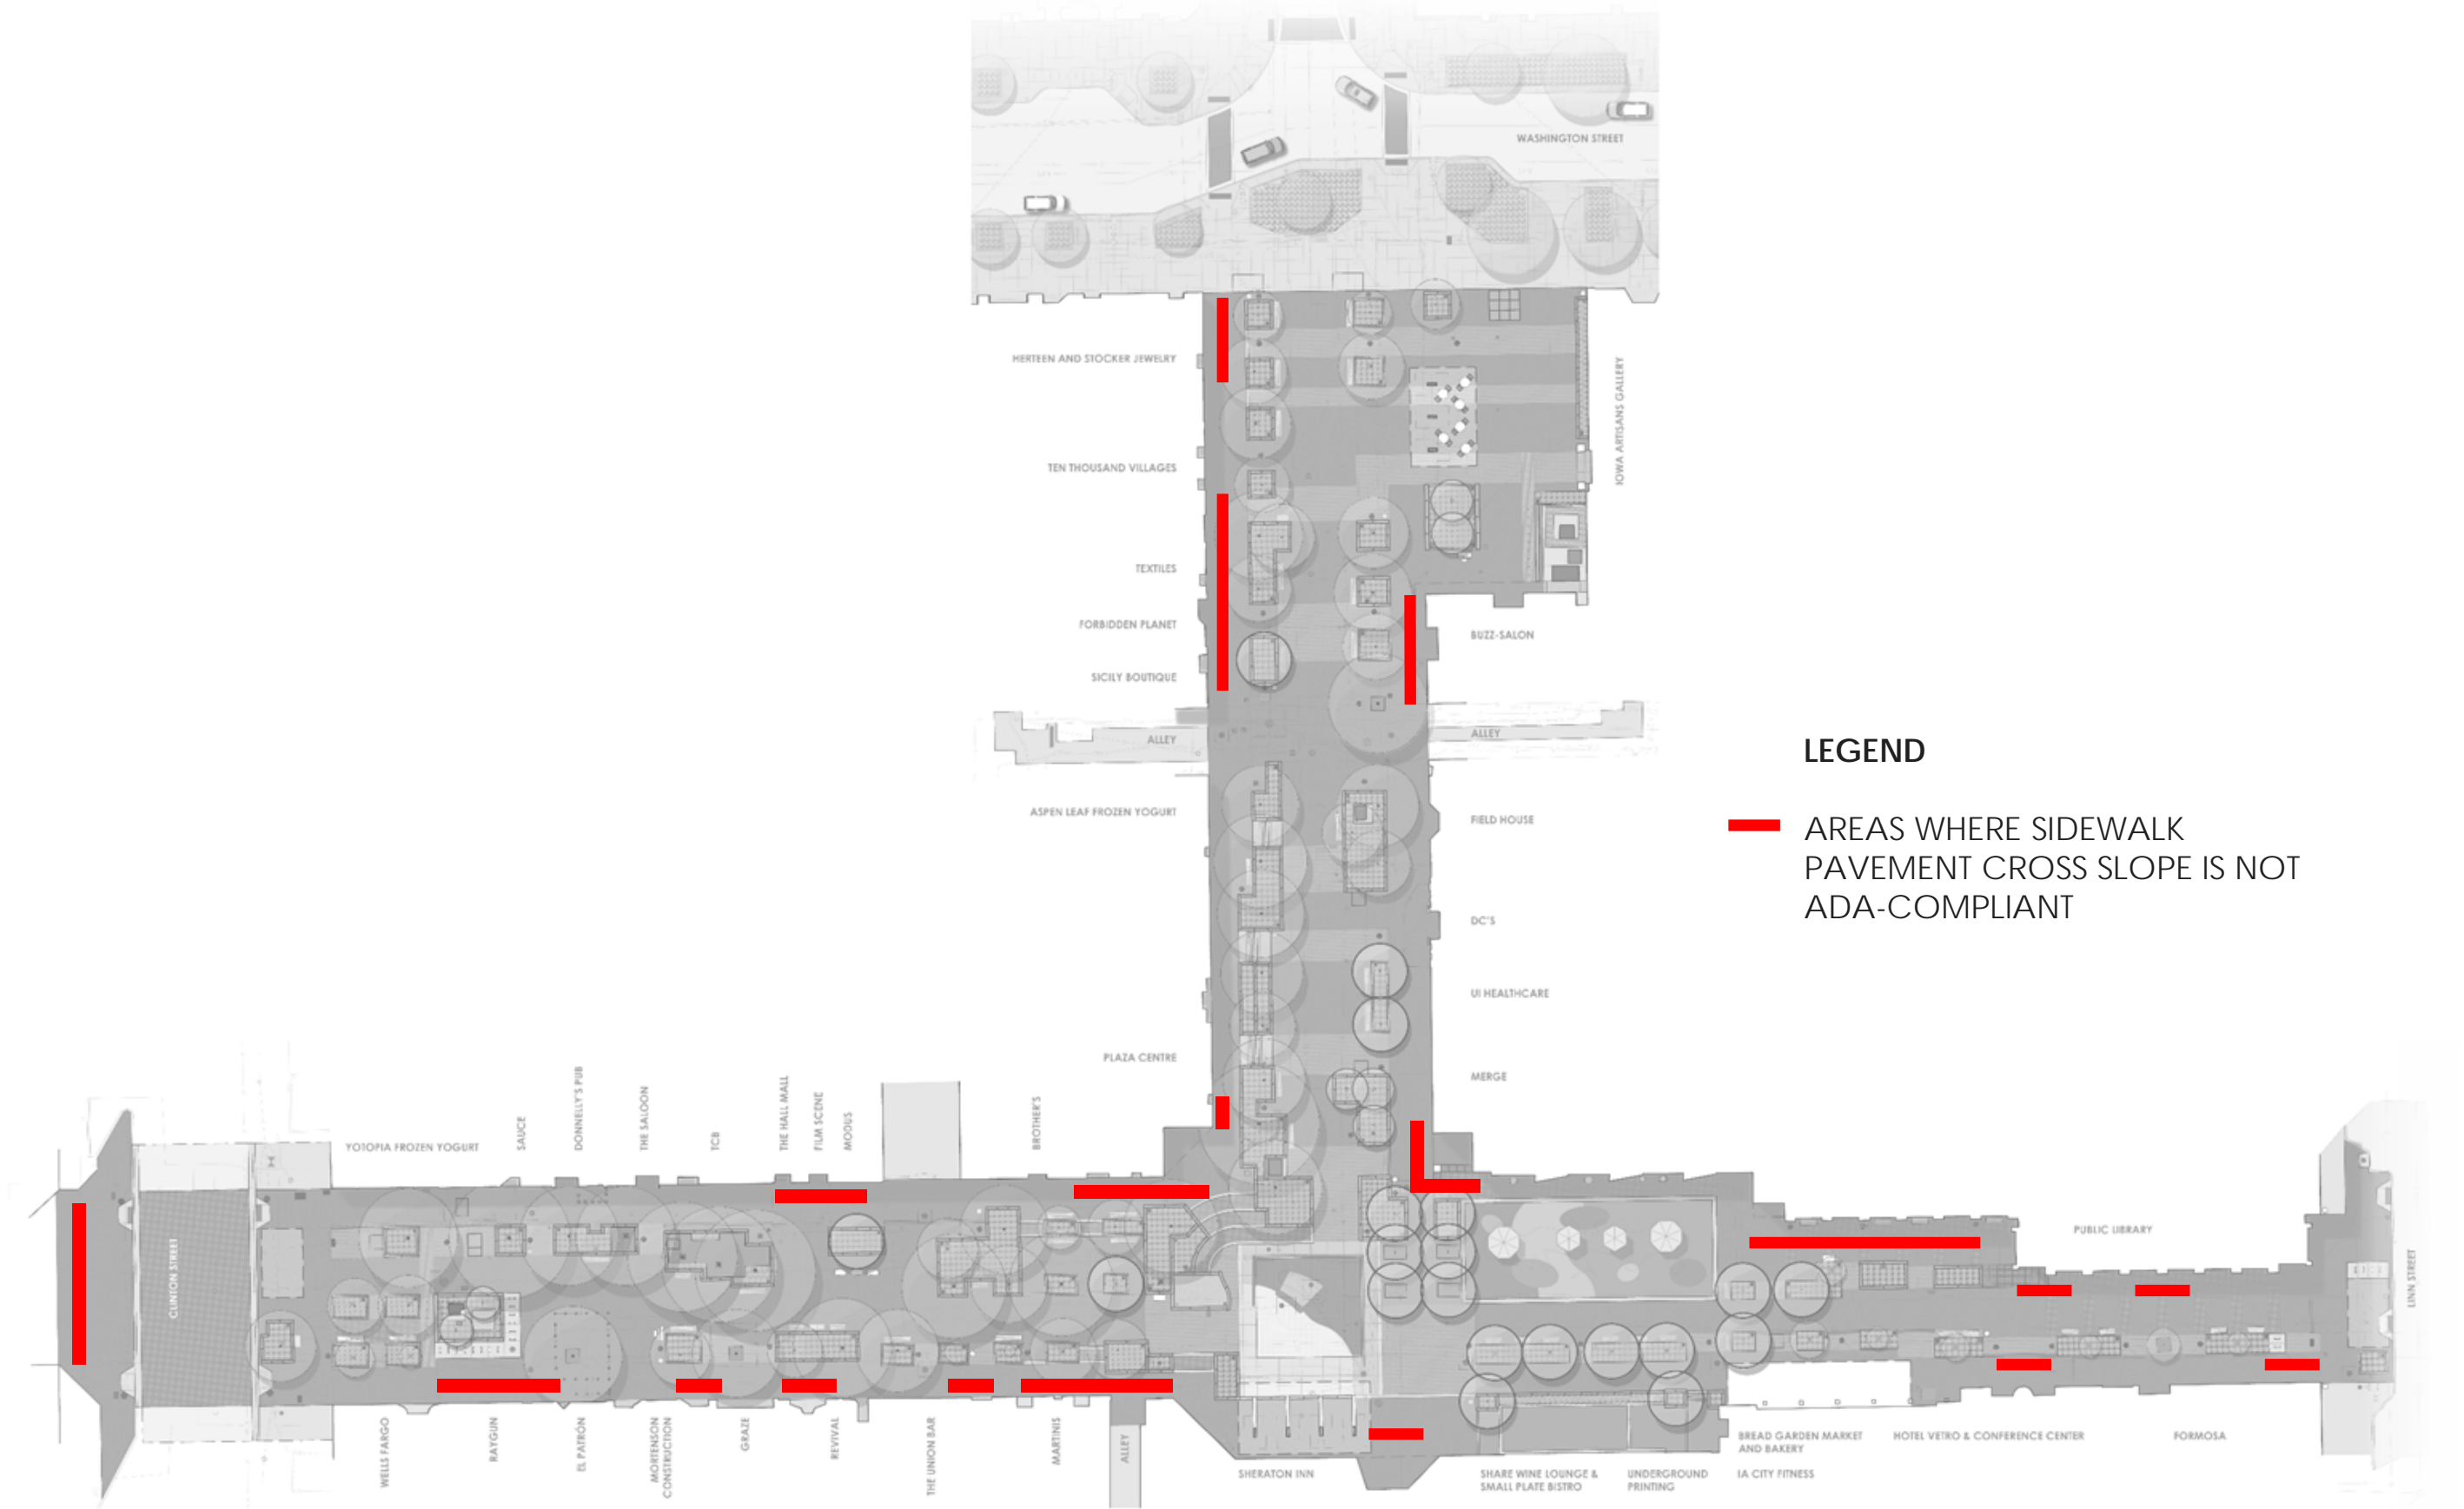 WASHINGTON STREET
HERTEEN AND STOCKER JEWELRY
IOWA ARTISANS GALLERY
TEN THOUSAND VILLAGES
TEXTILES
FORBIDDEN PLANET
BUZZ-SALON
SICILY BOUTIQUE
ALLEY
ALLEY
LEGEND
AREAS WHERE SIDEWALK
PAVEMENT CROSS SLOPE IS NOT
ADA-COMPLIANT
ASPEN LEAF FROZEN YOGURT
FIELD HOUSE
DC'S
UI HEALTHCARE
PLAZA CENTRE
MERGE
YOTOPIA FROZEN YOGURT
SAUCE
DONNELLY'S PUB
THE SALOON
TCB
THE HALL MALL
FILM SCENE
MODUS
BROTHER'S
PUBLIC LIBRARY
CLINTON STREET
LINN STREET
WELLS FARGO
RAYGUN
EL PATRÓN
MORTENSON
CONSTRUCTION
GRAZE
REVIVAL
THE UNION BAR
MARTINIS
ALLEY
SHERATON INN
SHARE WINE LOUNGE &
SMALL PLATE BISTRO
UNDERGROUND
PRINTING
BREAD GARDEN MARKET
AND BAKERY
IA CITY FITNESS
HOTEL VETRO & CONFERENCE CENTER
FORMOSA